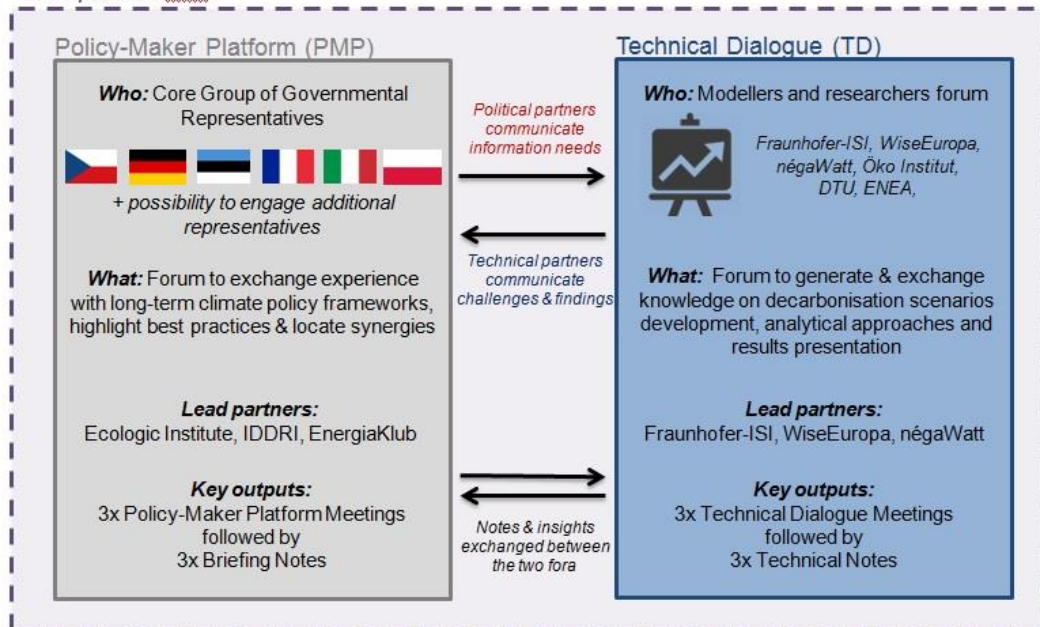 Policy-Maker Platform (PMP)
Who: Core Group of Governmental
Representatives
+ possibility to engage additional
representatives
What: Forum to exchange experience
with long-term climate policy frameworks,
highlight best practices & locate synergies
Lead partners:
Ecologic Institute, IDDRI, EnergiaKlub
Key outputs:
3x Policy-Maker Platform Meetings
followed by
3x Briefing Notes
Political partners
communicate
information needs
Technical partners
communicate
challenges & findings
Notes & insights
exchanged between
the two fora
Technical Dialogue (TD)
Who: Modellers and researchers forum
Fraunhofer-ISI, WiseEuropa,
négaWatt, Öko Institut,
DTU, ENEA,
What: Forum to generate & exchange
knowledge on decarbonisation scenarios
development, analytical approaches and
results presentation
Lead partners:
Fraunhofer-ISI, WiseEuropa, négaWatt
Key outputs:
3x Technical Dialogue Meetings
followed by
3x Technical Notes